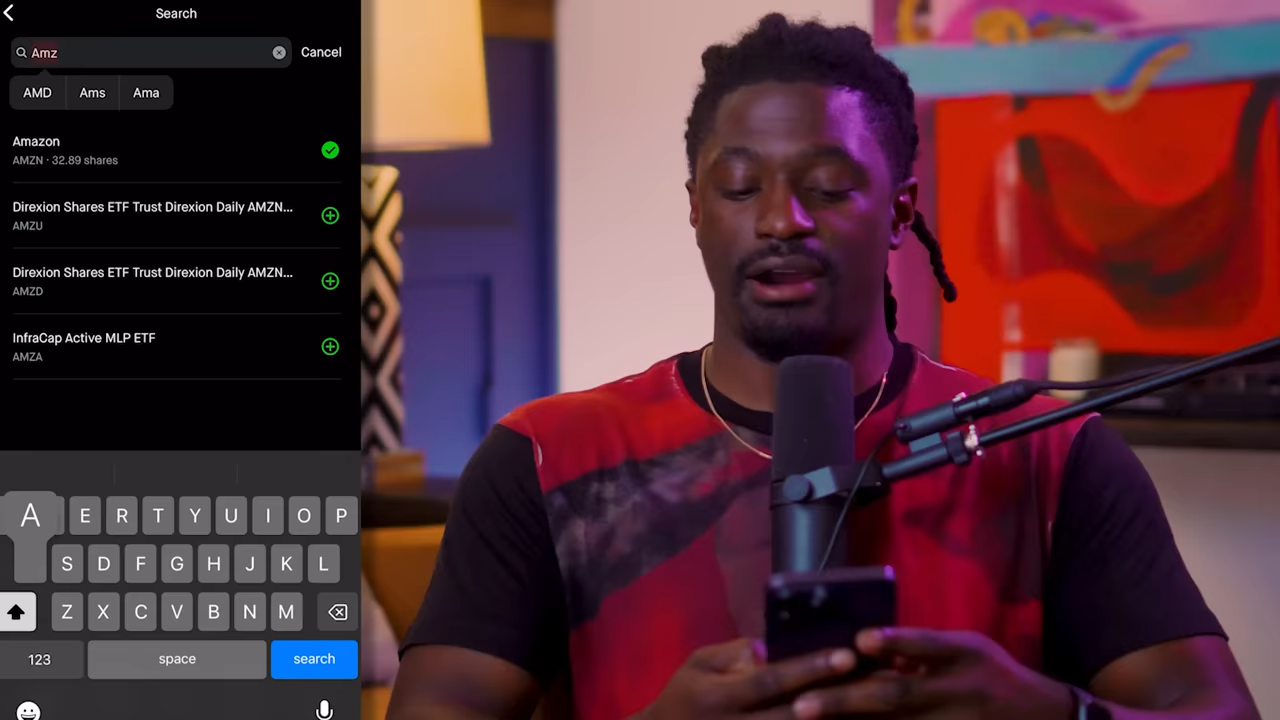 Search
Amz
Cancel
AMD
Ams
Ama
Amazon
AMZN · 32.89 shares
Direxion Shares ETF Trust Direxion Daily AMZN...
AMZU
Direxion Shares ETF Trust Direxion Daily AMZN...
AMZD
InfraCap Active MLP ETF
AMZA
A E R T Y U I O P
S D F G H J K L
Z X C V B N M
123
space
search